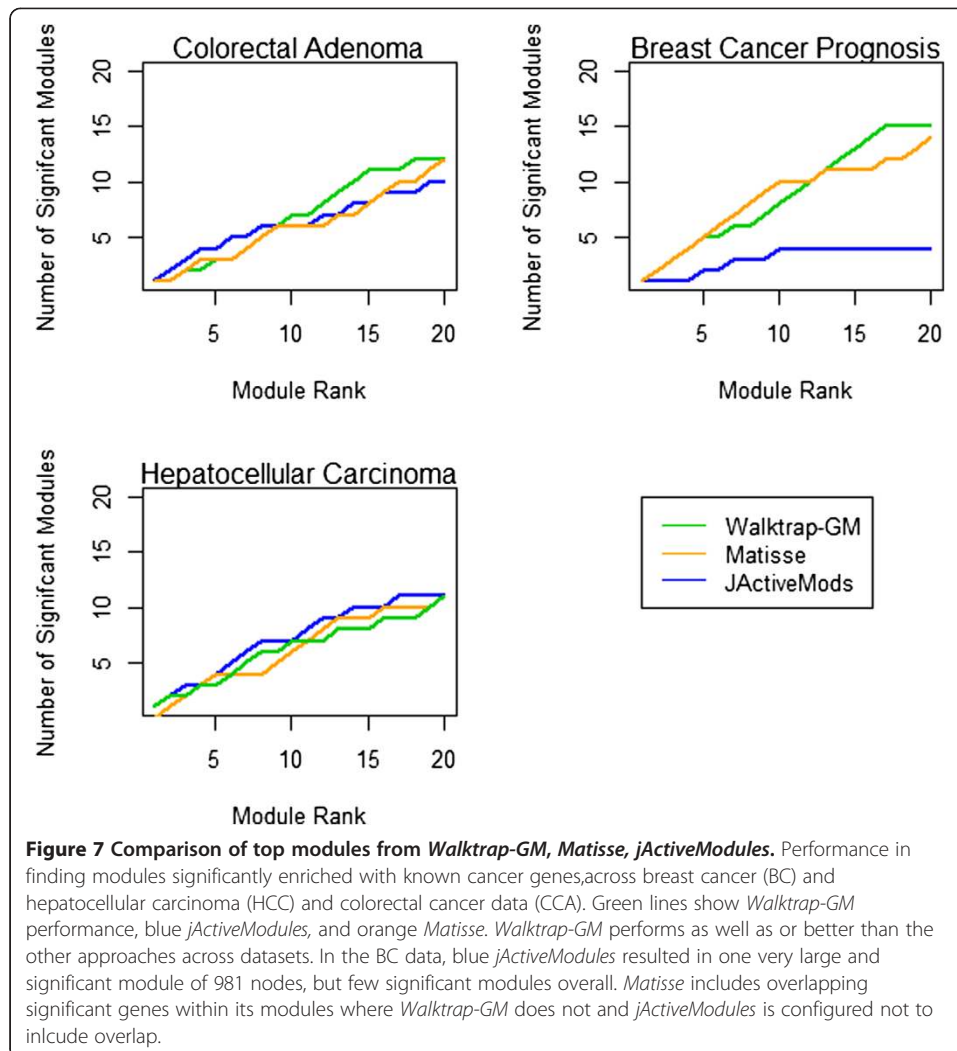 Colorectal Adenoma
Number of Signifcant Modules
20
15
10
5
5 10 15 20
Module Rank
Breast Cancer Prognosis
Number of Signifcant Modules
20
15
10
5
5 10 15 20
Module Rank
Hepatocellular Carcinoma
Number of Signifcant Modules
20
15
10
5
5 10 15 20
Module Rank
Walktrap-GM
Matisse
JActiveMods
Figure 7 Comparison of top modules from Walktrap-GM, Matisse, jActiveModules. Performance in
finding modules significantly enriched with known cancer genes,across breast cancer (BC) and
hepatocellular carcinoma (HCC) and colorectal cancer data (CCA). Green lines show Walktrap-GM
performance, blue jActiveModules, and orange Matisse. Walktrap-GM performs as well as or better than the
other approaches across datasets. In the BC data, blue jActiveModules resulted in one very large and
significant module of 981 nodes, but few significant modules overall. Matisse includes overlapping
significant genes within its modules where Walktrap-GM does not and jActiveModules is configured not to
inlcude overlap.